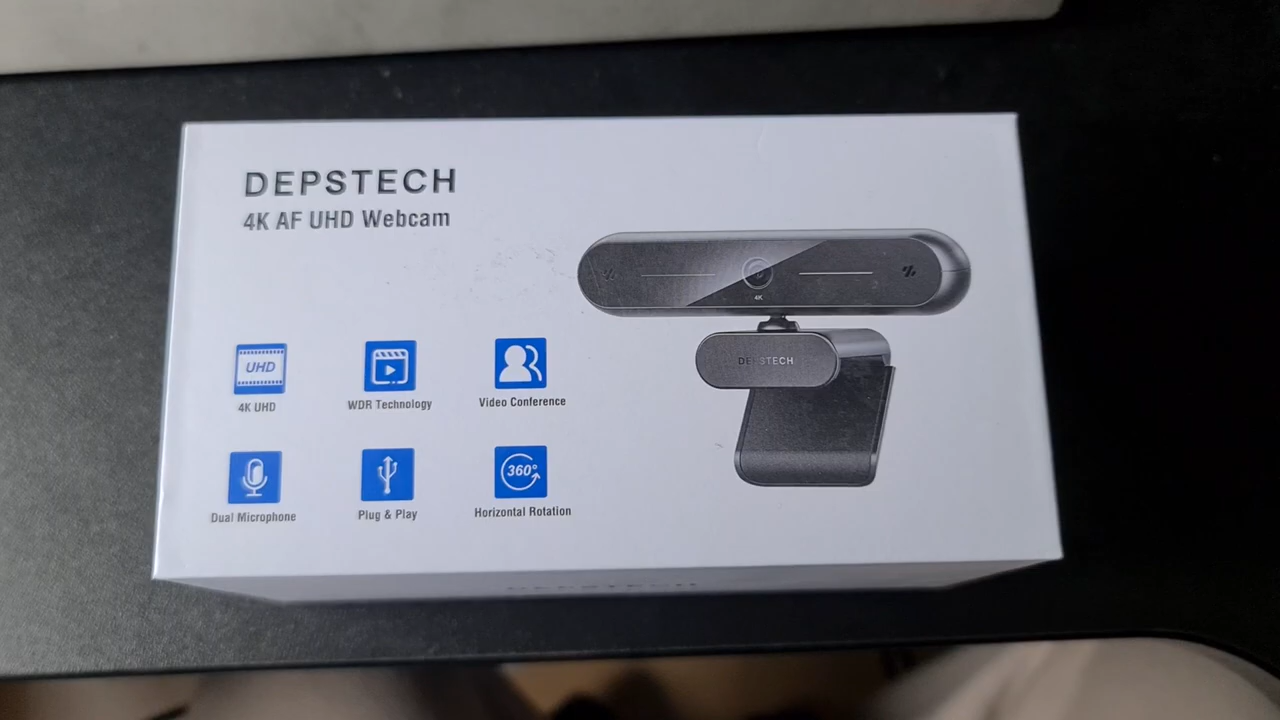 DEPSTECH
4K AF UHD Webcam
4K
DEPSTECH
UHD
4K UHD
WDR Technology
Video Conference
360°
Dual Microphone
Plug & Play
Horizontal Rotation
DEPSTECH